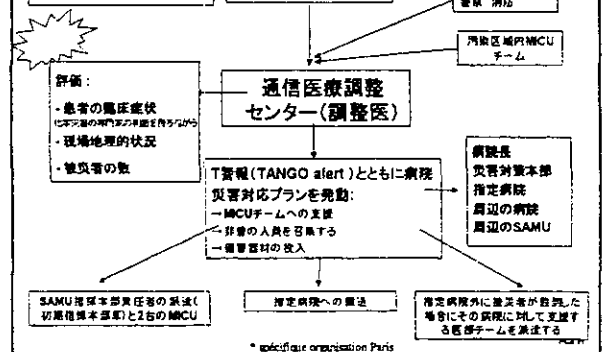 警察 消防
汚染区域内MICU
チーム
評価：
・患者の臨床症状
・現場地理的状況
・被災者の数
通信医療調整
センター(調整医)
T警報(TANGO alert)とともに病院
災害対応プランを発動:
→MICUチームへの支援
→非番の人員を召集する
→備蓄器材の投入
病院長
災害対策本部
指定病院
周辺の病院
周辺のSAMU
SAMU指揮本部責任者の派遣(
初期指揮本部車)と2台のMICU
指定病院への搬送
指定病院外に被災者が殺到した
場合にその病院に対して支援す
る医師チームを派遣する
* spécifique organisation Paris